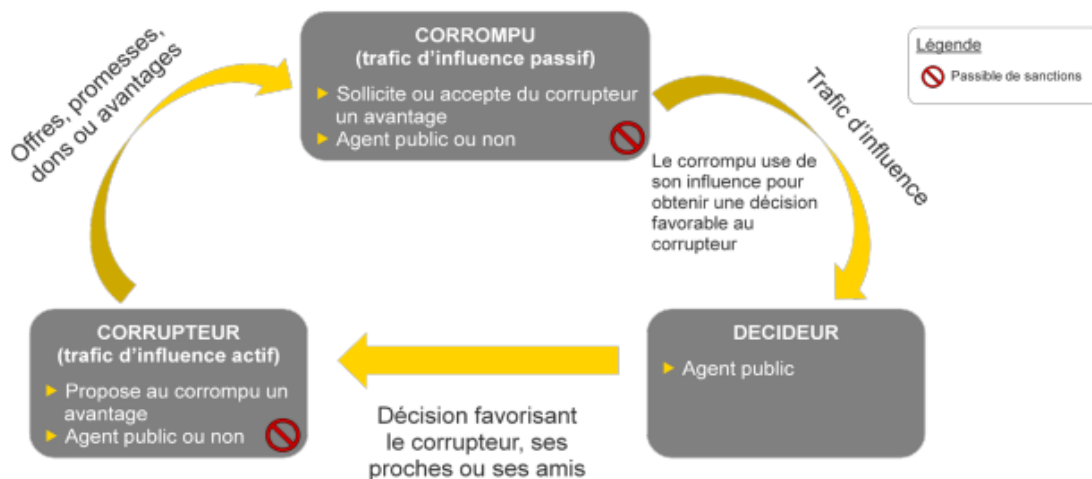 Offres, promesses,
dons ou avantages
CORROMPU
(trafic d'influence passif)
Sollicite ou accepte du corrupteur
un avantage
Agent public ou non
Légende
Passible de sanctions
Trafic d'influence
Le corrompu use de
son influence pour
obtenir une décision
favorable au
corrupteur
CORRUPTEUR
(trafic d'influence actif)
Propose au corrompu un
avantage
Agent public ou non
DECIDEUR
Agent public
Décision favorisant
le corrupteur, ses
proches ou ses amis